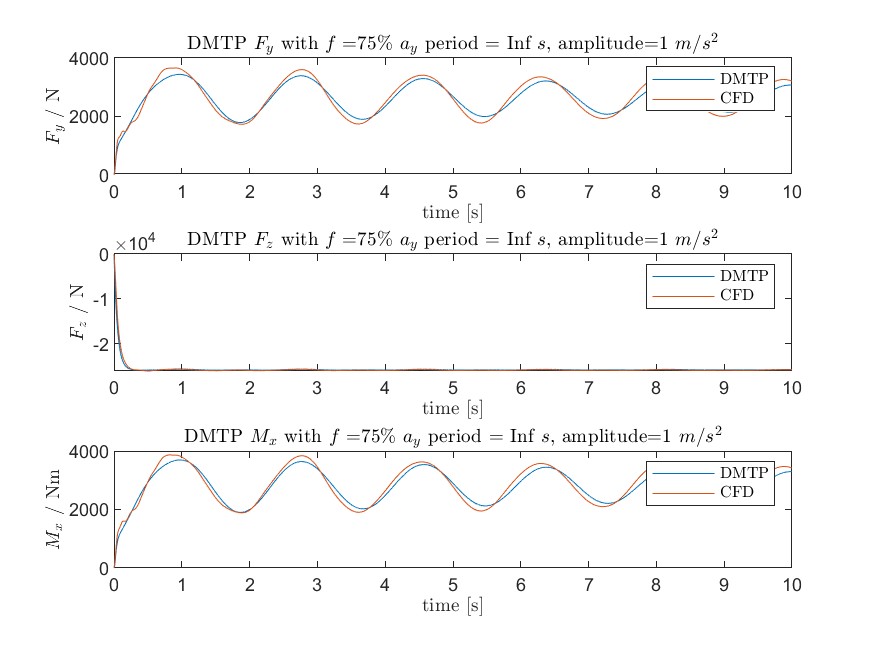 DMTP F_y with f =75% a_y period = Inf s, amplitude=1 m/s^2
4000
2000
0
F_y / N
DMTP
CFD
0 1 2 3 4 5 6 7 8 9 10
time [s]
DMTP F_z with f =75% a_y period = Inf s, amplitude=1 m/s^2
×10^4
0
-1
-2
F_z / N
DMTP
CFD
0 1 2 3 4 5 6 7 8 9 10
time [s]
DMTP M_x with f =75% a_y period = Inf s, amplitude=1 m/s^2
4000
2000
0
M_x / Nm
DMTP
CFD
0 1 2 3 4 5 6 7 8 9 10
time [s]